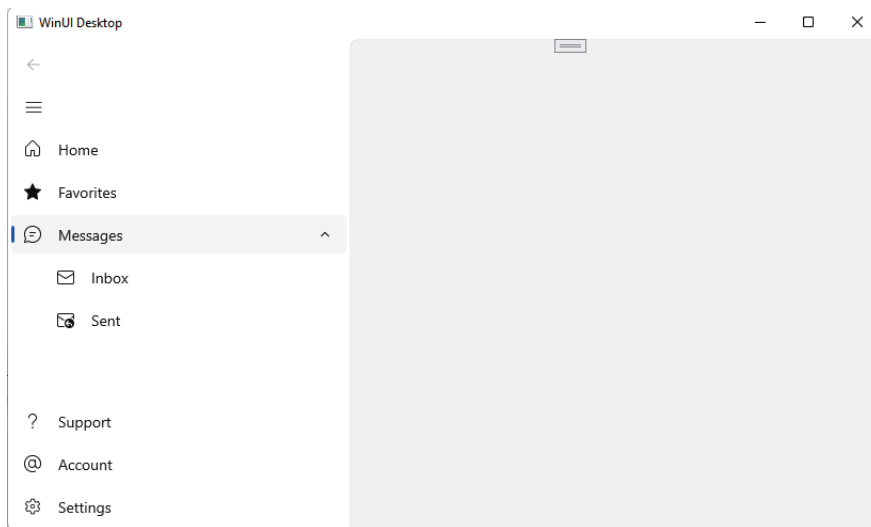 WinUI Desktop
Home
Favorites
Messages
Inbox
Sent
Support
Account
Settings